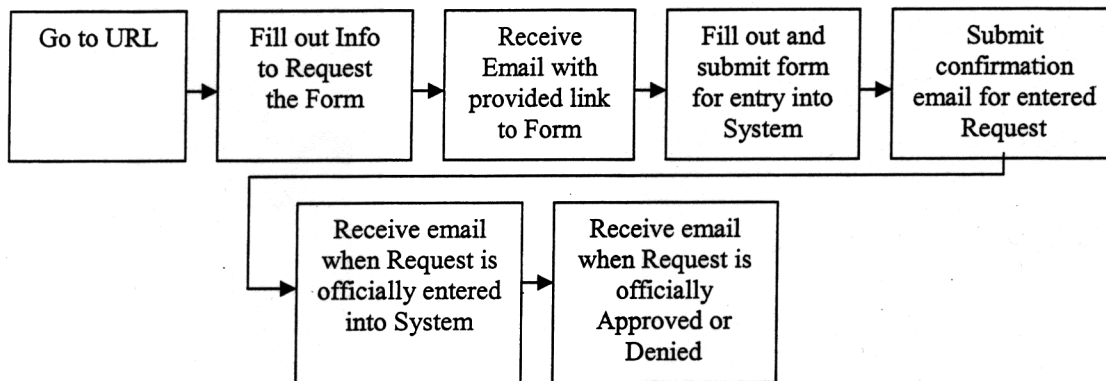 Go to URL
Fill out Info
to Request
the Form
Receive
Email with
provided link
to Form
Fill out and
submit form
for entry into
System
Submit
confirmation
email for entered
Request
Receive email
when Request is
officially entered
into System
Receive email
when Request is
officially
Approved or
Denied